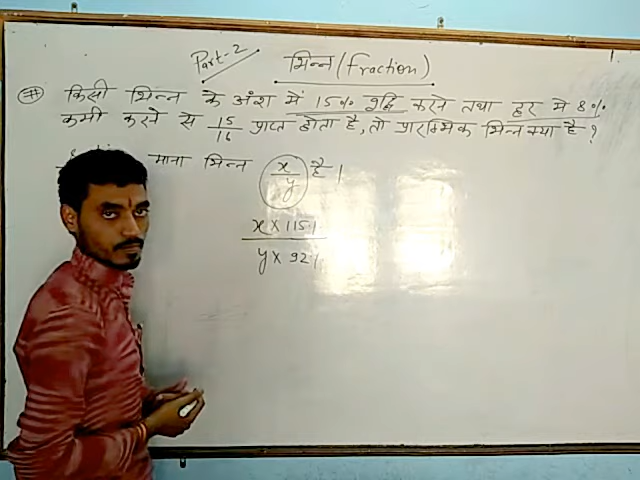 Part-2
भिन्न (fraction)
# किसी भिन्न के अंश में 15% वृद्धि करने तथा हर में 8%
कमी करने से 15/16 प्राप्त होता है, तो प्रारम्भिक भिन्न क्या है ?
माना भिन्न x/y है ।
x × 115%
y × 92%